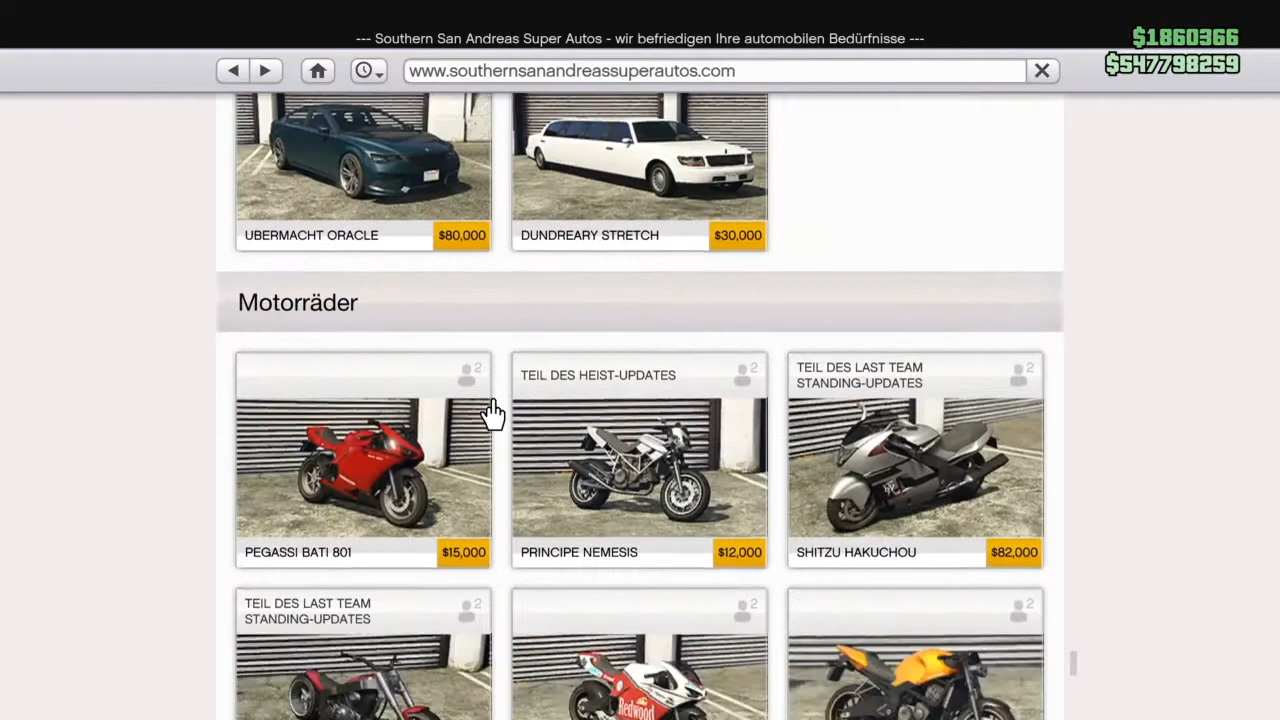 --- Southern San Andreas Super Autos - wir befriedigen Ihre automobilen Bedürfnisse ---
$1860366
$547798259
www.southernsanandreassuperautos.com
UBERMACHT ORACLE
$80,000
DUNDREARY STRETCH
$30,000
Motorräder
2
TEIL DES HEIST-UPDATES
2
TEIL DES LAST TEAM
STANDING-UPDATES
2
PEGASSI BATI 801
$15,000
PRINCIPE NEMESIS
$12,000
SHITZU HAKUCHOU
$82,000
TEIL DES LAST TEAM
STANDING-UPDATES
2
2
2
Redwood